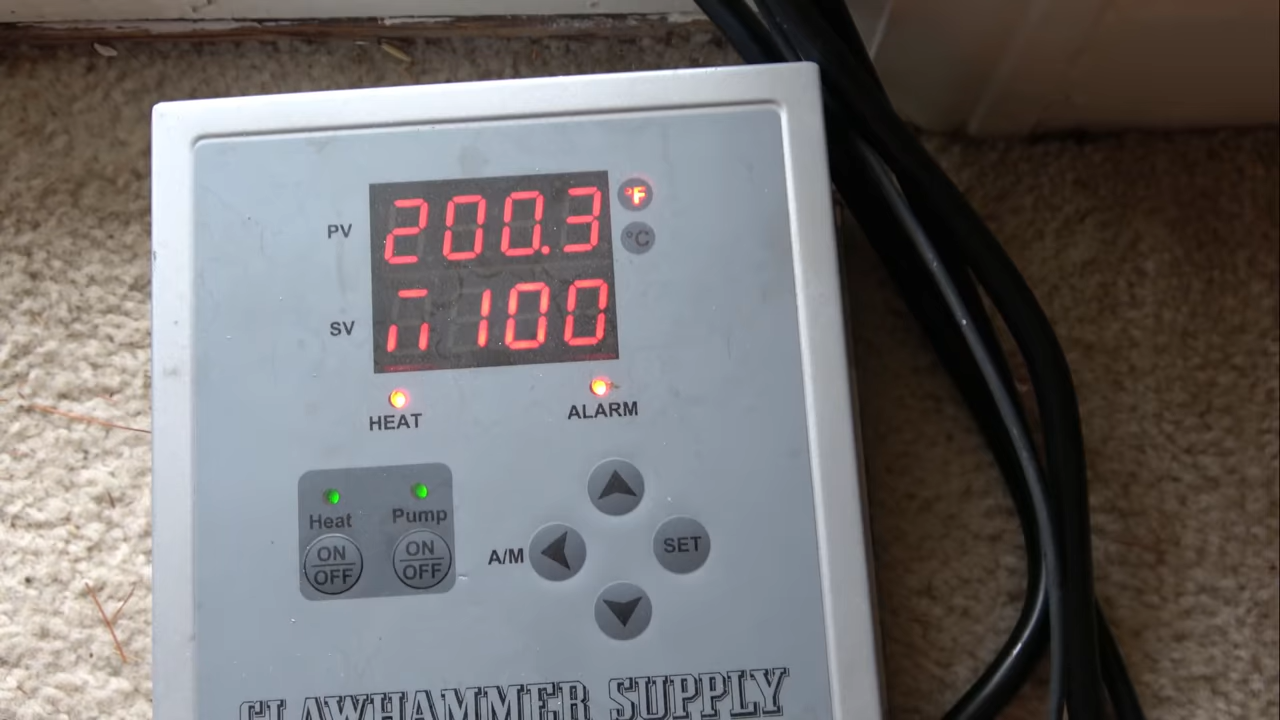 PV 200.3 °F
°C
SV M 100
HEAT ALARM
Heat Pump
ON ON
OFF OFF
A/M SET
CLAWHAMMER SUPPLY